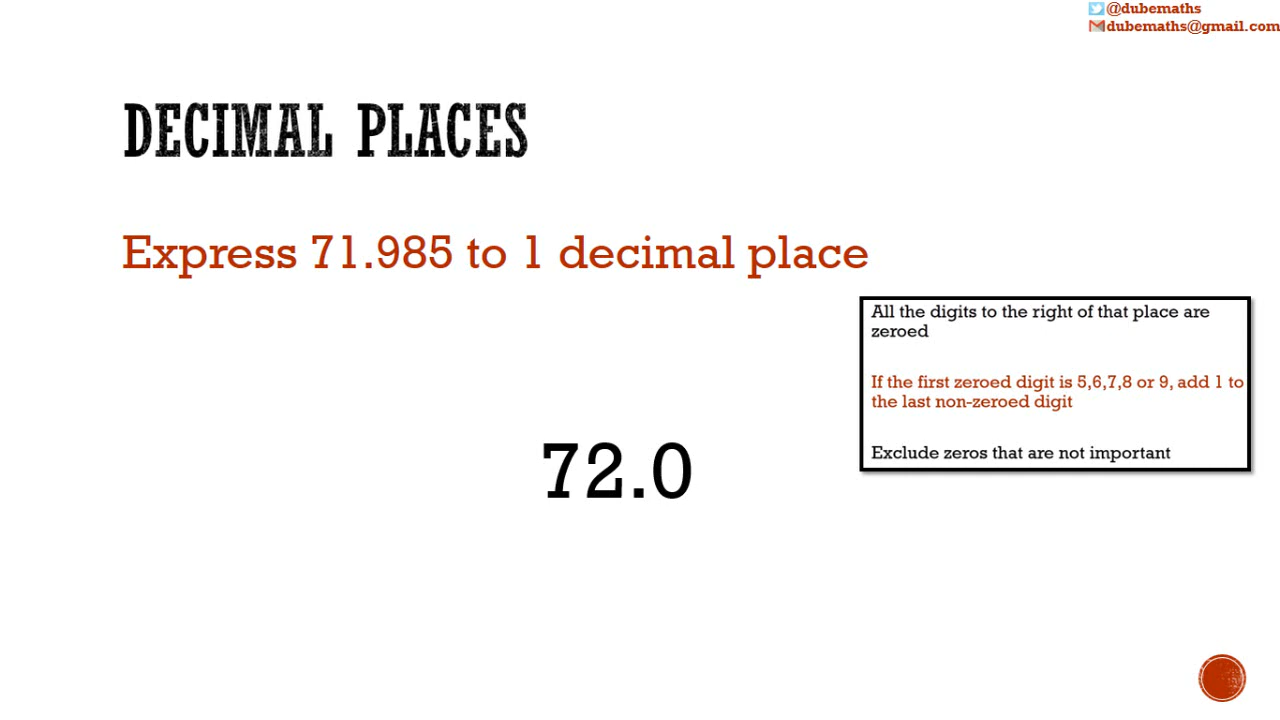 @dubemaths
dubemaths@gmail.com
DECIMAL PLACES
Express 71.985 to 1 decimal place
All the digits to the right of that place are
zeroed
If the first zeroed digit is 5,6,7,8 or 9, add 1 to
the last non-zeroed digit
Exclude zeros that are not important
72.0